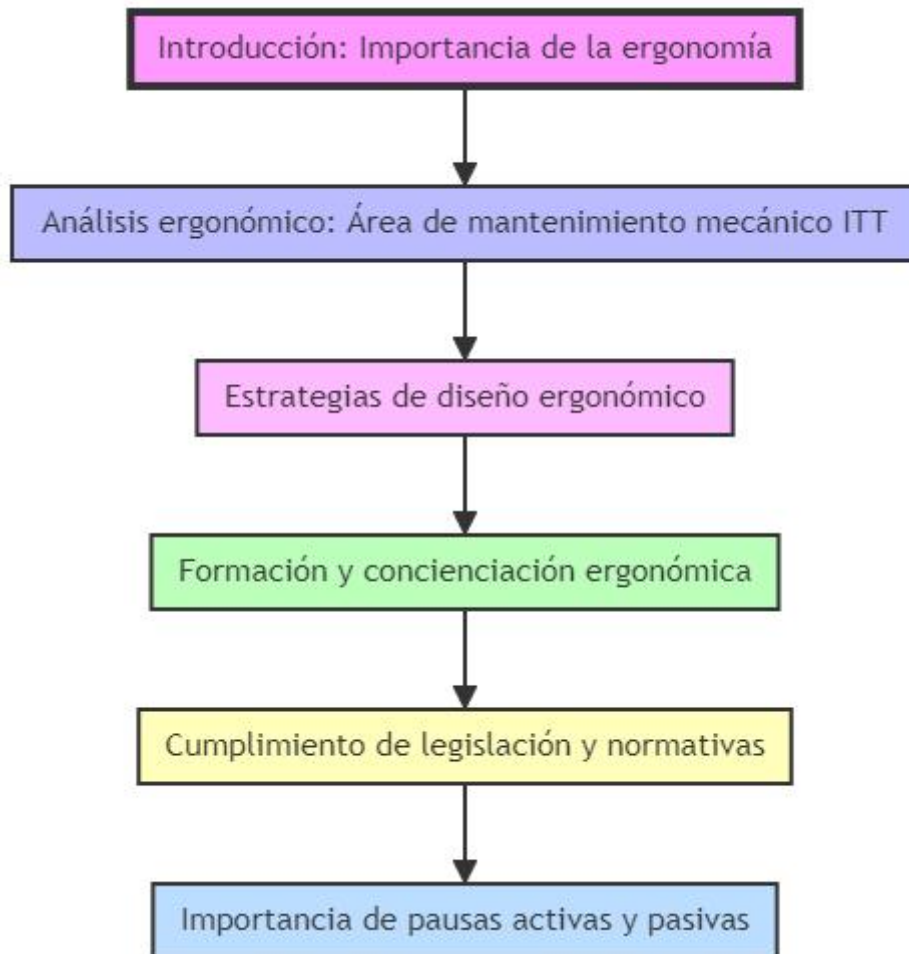 Introducción: Importancia de la ergonomía
Análisis ergonómico: Área de mantenimiento mecánico ITT
Estrategias de diseño ergonómico
Formación y concienciación ergonómica
Cumplimiento de legislación y normativas
Importancia de pausas activas y pasivas